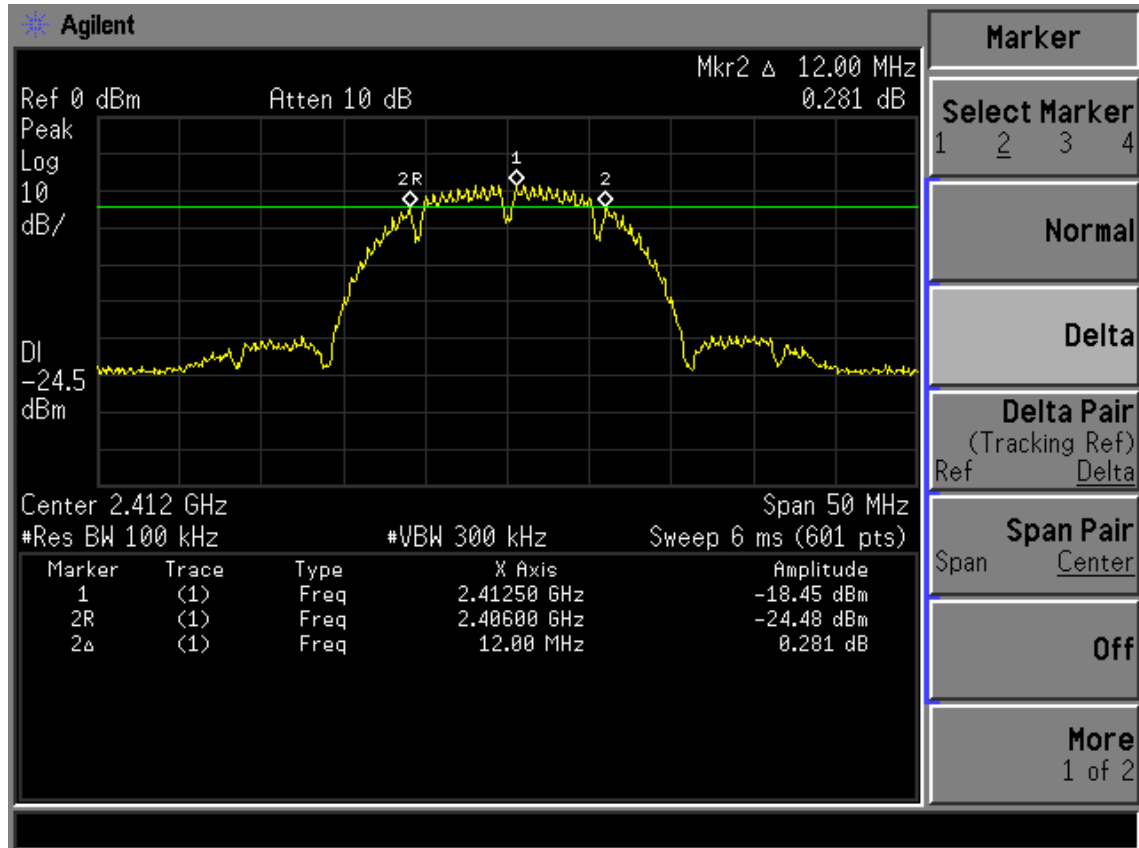 Agilent
Mkr2 Δ 12.00 MHz
Ref 0 dBm Atten 10 dB 0.281 dB
Peak
Log
10
dB/
2R
1
2
DI
-24.5
dBm
Center 2.412 GHz Span 50 MHz
#Res BW 100 kHz #VBW 300 kHz Sweep 6 ms (601 pts)
Marker Trace Type X Axis Amplitude
1 (1) Freq 2.41250 GHz -18.45 dBm
2R (1) Freq 2.40600 GHz -24.48 dBm
2Δ (1) Freq 12.00 MHz 0.281 dB
Marker
Select Marker
1 2 3 4
Normal
Delta
Delta Pair
(Tracking Ref)
Ref Delta
Span Pair
Span Center
Off
More
1 of 2